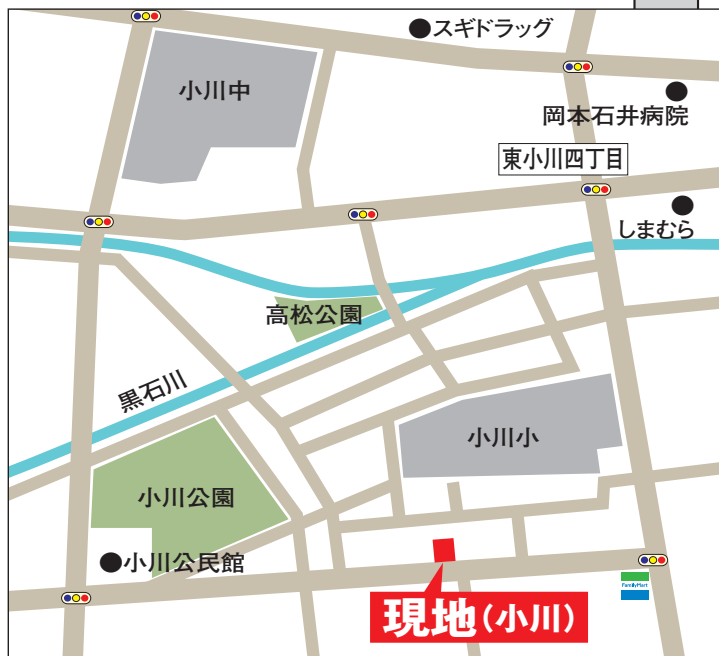 スギドラッグ
小川中
岡本石井病院
東小川四丁目
しまむら
高松公園
黒石川
小川小
小川公園
小川公民館
FamilyMart
現地(小川)